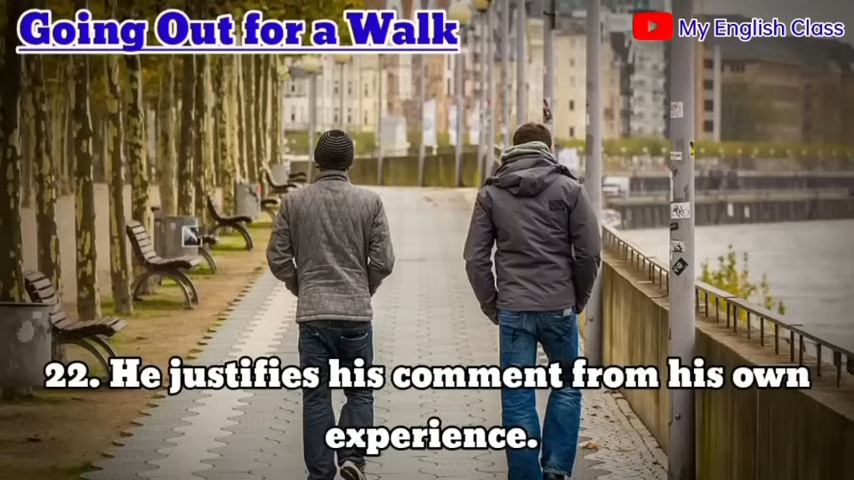 Going Out for a Walk
My English Class
22. He justifies his comment from his own
experience.